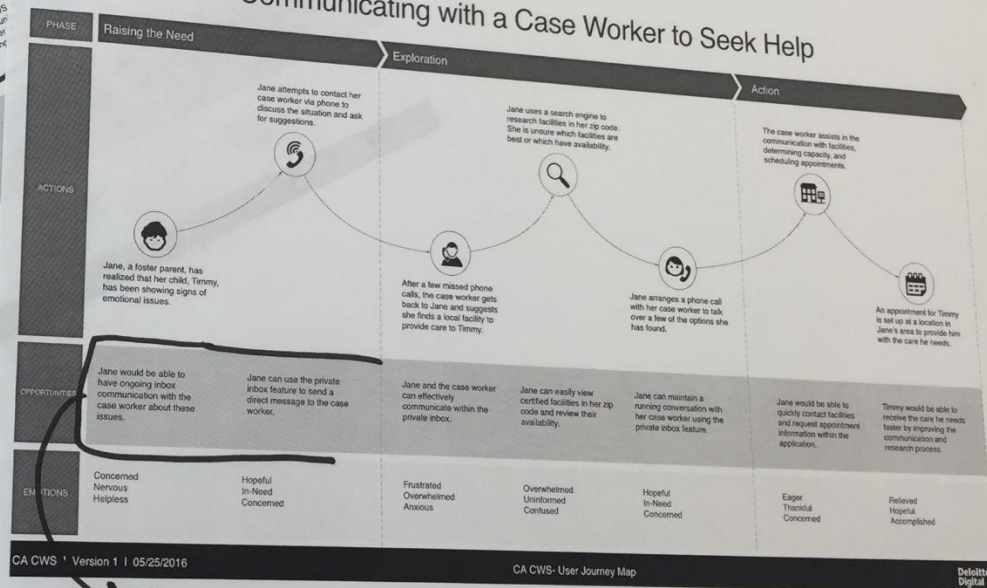 Communicating with a Case Worker to Seek Help
PHASE
Raising the Need
Exploration
Action
ACTIONS
Jane attempts to contact her
case worker via phone to
discuss the situation and ask
for suggestions.
Jane uses a search engine to
research facilities in her zip code.
She is unsure which facilities are
best or which have availability.
The case worker assists in the
communication with facilities,
determining capacity, and
scheduling appointments.
Jane, a foster parent, has
realized that her child, Timmy,
has been showing signs of
emotional issues.
After a few missed phone
calls, the case worker gets
back to Jane and suggests
she finds a local facility to
provide care to Timmy.
Jane arranges a phone call
with her case worker to talk
over a few of the options she
has found.
An appointment for Timmy
is set up at a location in
Jane's area to provide him
with the care he needs.
OPPORTUNITIES
Jane would be able to
have ongoing inbox
communication with the
case worker about these
issues.
Jane can use the private
inbox feature to send a
direct message to the case
worker.
Jane and the case worker
can effectively
communicate within the
private inbox.
Jane can easily view
certified facilities in her zip
code and review their
availability.
Jane can maintain a
running conversation with
her case worker using the
private inbox feature.
Jane would be able to
quickly contact facilities
and request appointment
information within the
application.
Timmy would be able to
receive the care he needs
faster by improving the
communication and
research process.
EMOTIONS
Concerned
Nervous
Helpless
Hopeful
In-Need
Concerned
Frustrated
Overwhelmed
Anxious
Overwhelmed
Uninformed
Confused
Hopeful
In-Need
Concerned
Eager
Thankful
Concerned
Relieved
Hopeful
Accomplished
CA CWS ' Version 1 | 05/25/2016
CA CWS- User Journey Map
Deloitte
Digital